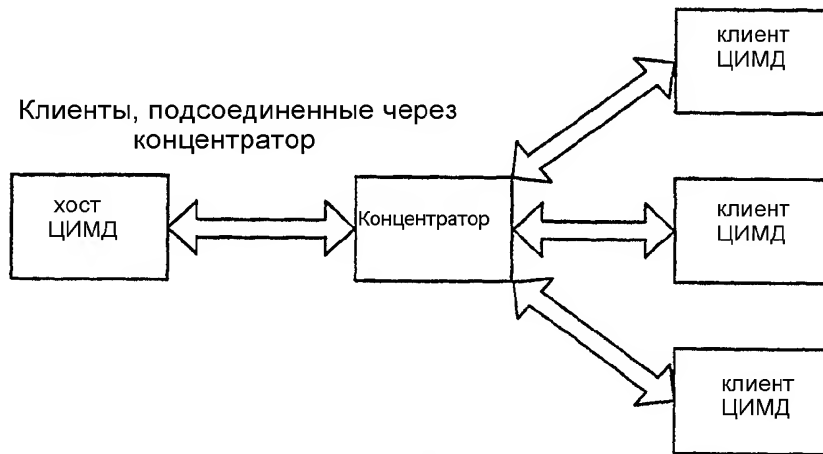 клиент
ЦИМД
Клиенты, подсоединенные через
концентратор
хост
ЦИМД
Концентратор
клиент
ЦИМД
клиент
ЦИМД